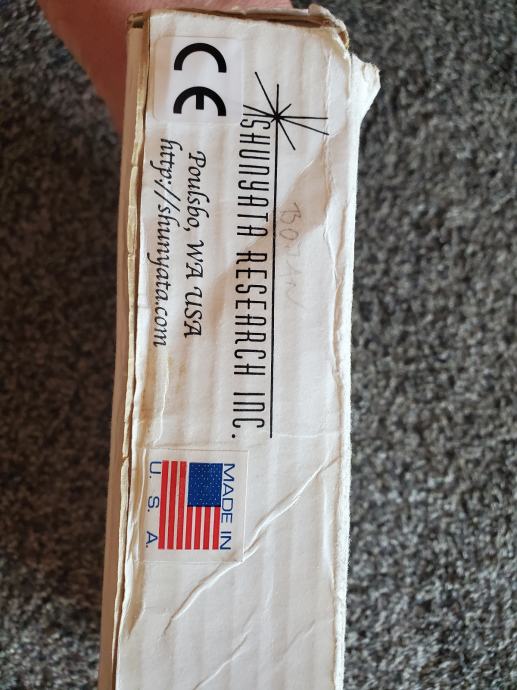 SHUNYATA RESEARCH INC.
Poulsbo, WA USA
http://shunyata.com
CE
MADE IN
U. S. A.